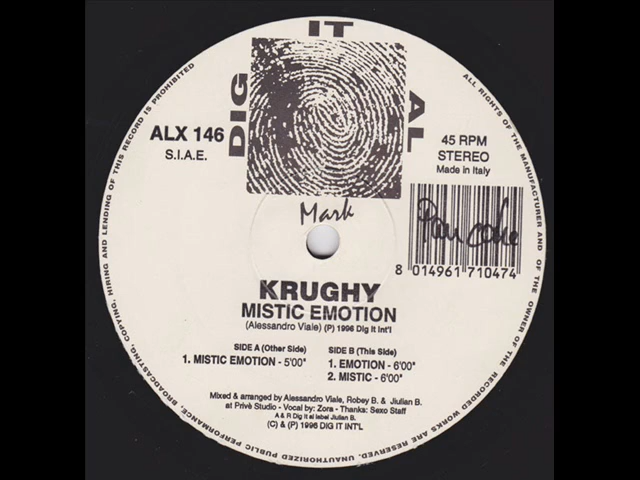 DIG IT AL
ALX 146
S.I.A.E.
45 RPM
STEREO
Made in Italy
Mark
8 014961 710474
KRUGHY
MISTIC EMOTION
(Alessandro Viale) (P) 1996 Dig It Int'l
SIDE A (Other Side)
1. MISTIC EMOTION - 5'00"
SIDE B (This Side)
1. EMOTION - 6'00"
2. MISTIC - 6'00"
Mixed & arranged by Alessandro Viale, Robey B. & Jiulian B.
at Privè Studio - Vocal by: Zora - Thanks: Sexo Staff
A & R Dig it al label Jiulian B.
(C) & (P) 1996 DIG IT INT'L
ALL RIGHTS OF THE MANUFACTURER AND OF THE OWNER OF THE RECORDED WORKS ARE RESERVED. UNAUTHORIZED PUBLIC PERFORMANCE, BROADCASTING, COPYING, HIRING AND LENDING OF THIS RECORD IS PROHIBITED